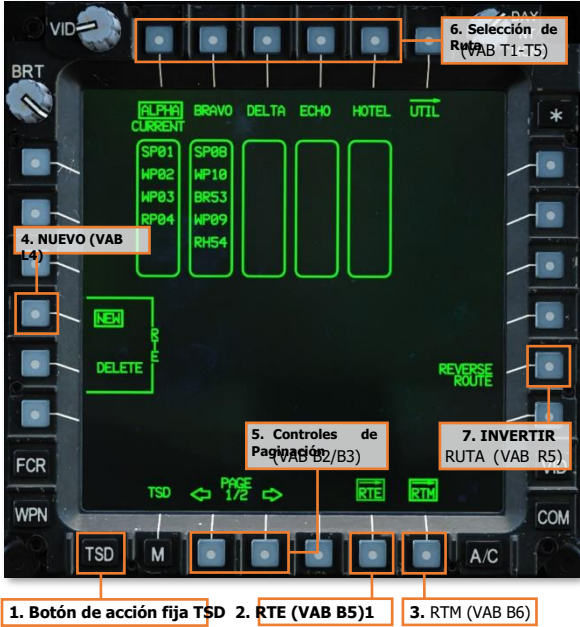 VID
DAY
6. Selección de
Ruta
(VAB T1-T5)
BRT
ALPHA BRAVO DELTA ECHO HOTEL UTIL
CURRENT
*
SP01 SP08
WP02 WP10
WP03 BR53
RP04 WP09
RH54
4. NUEVO (VAB
L4)
NEW
RTE
DELETE
REVERSE
ROUTE
5. Controles de
Paginación
(VAB B2/B3)
7. INVERTIR
RUTA (VAB R5)
FCR
VID
TSD
PAGE
1/2
RTE
RTM
WPN
COM
TSD M A/C
1. Botón de acción fija TSD 2. RTE (VAB B5)1 3. RTM (VAB B6)